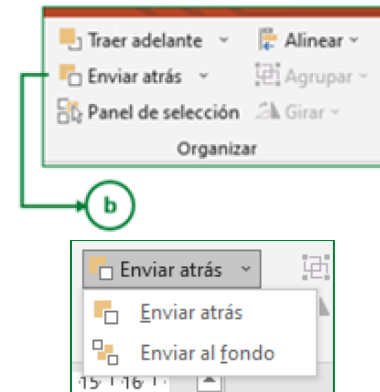 Traer adelante Alinear
Enviar atrás Agrupar
Panel de selección Girar
Organizar
b
Enviar atrás
Enviar atrás
Enviar al fondo
15 16